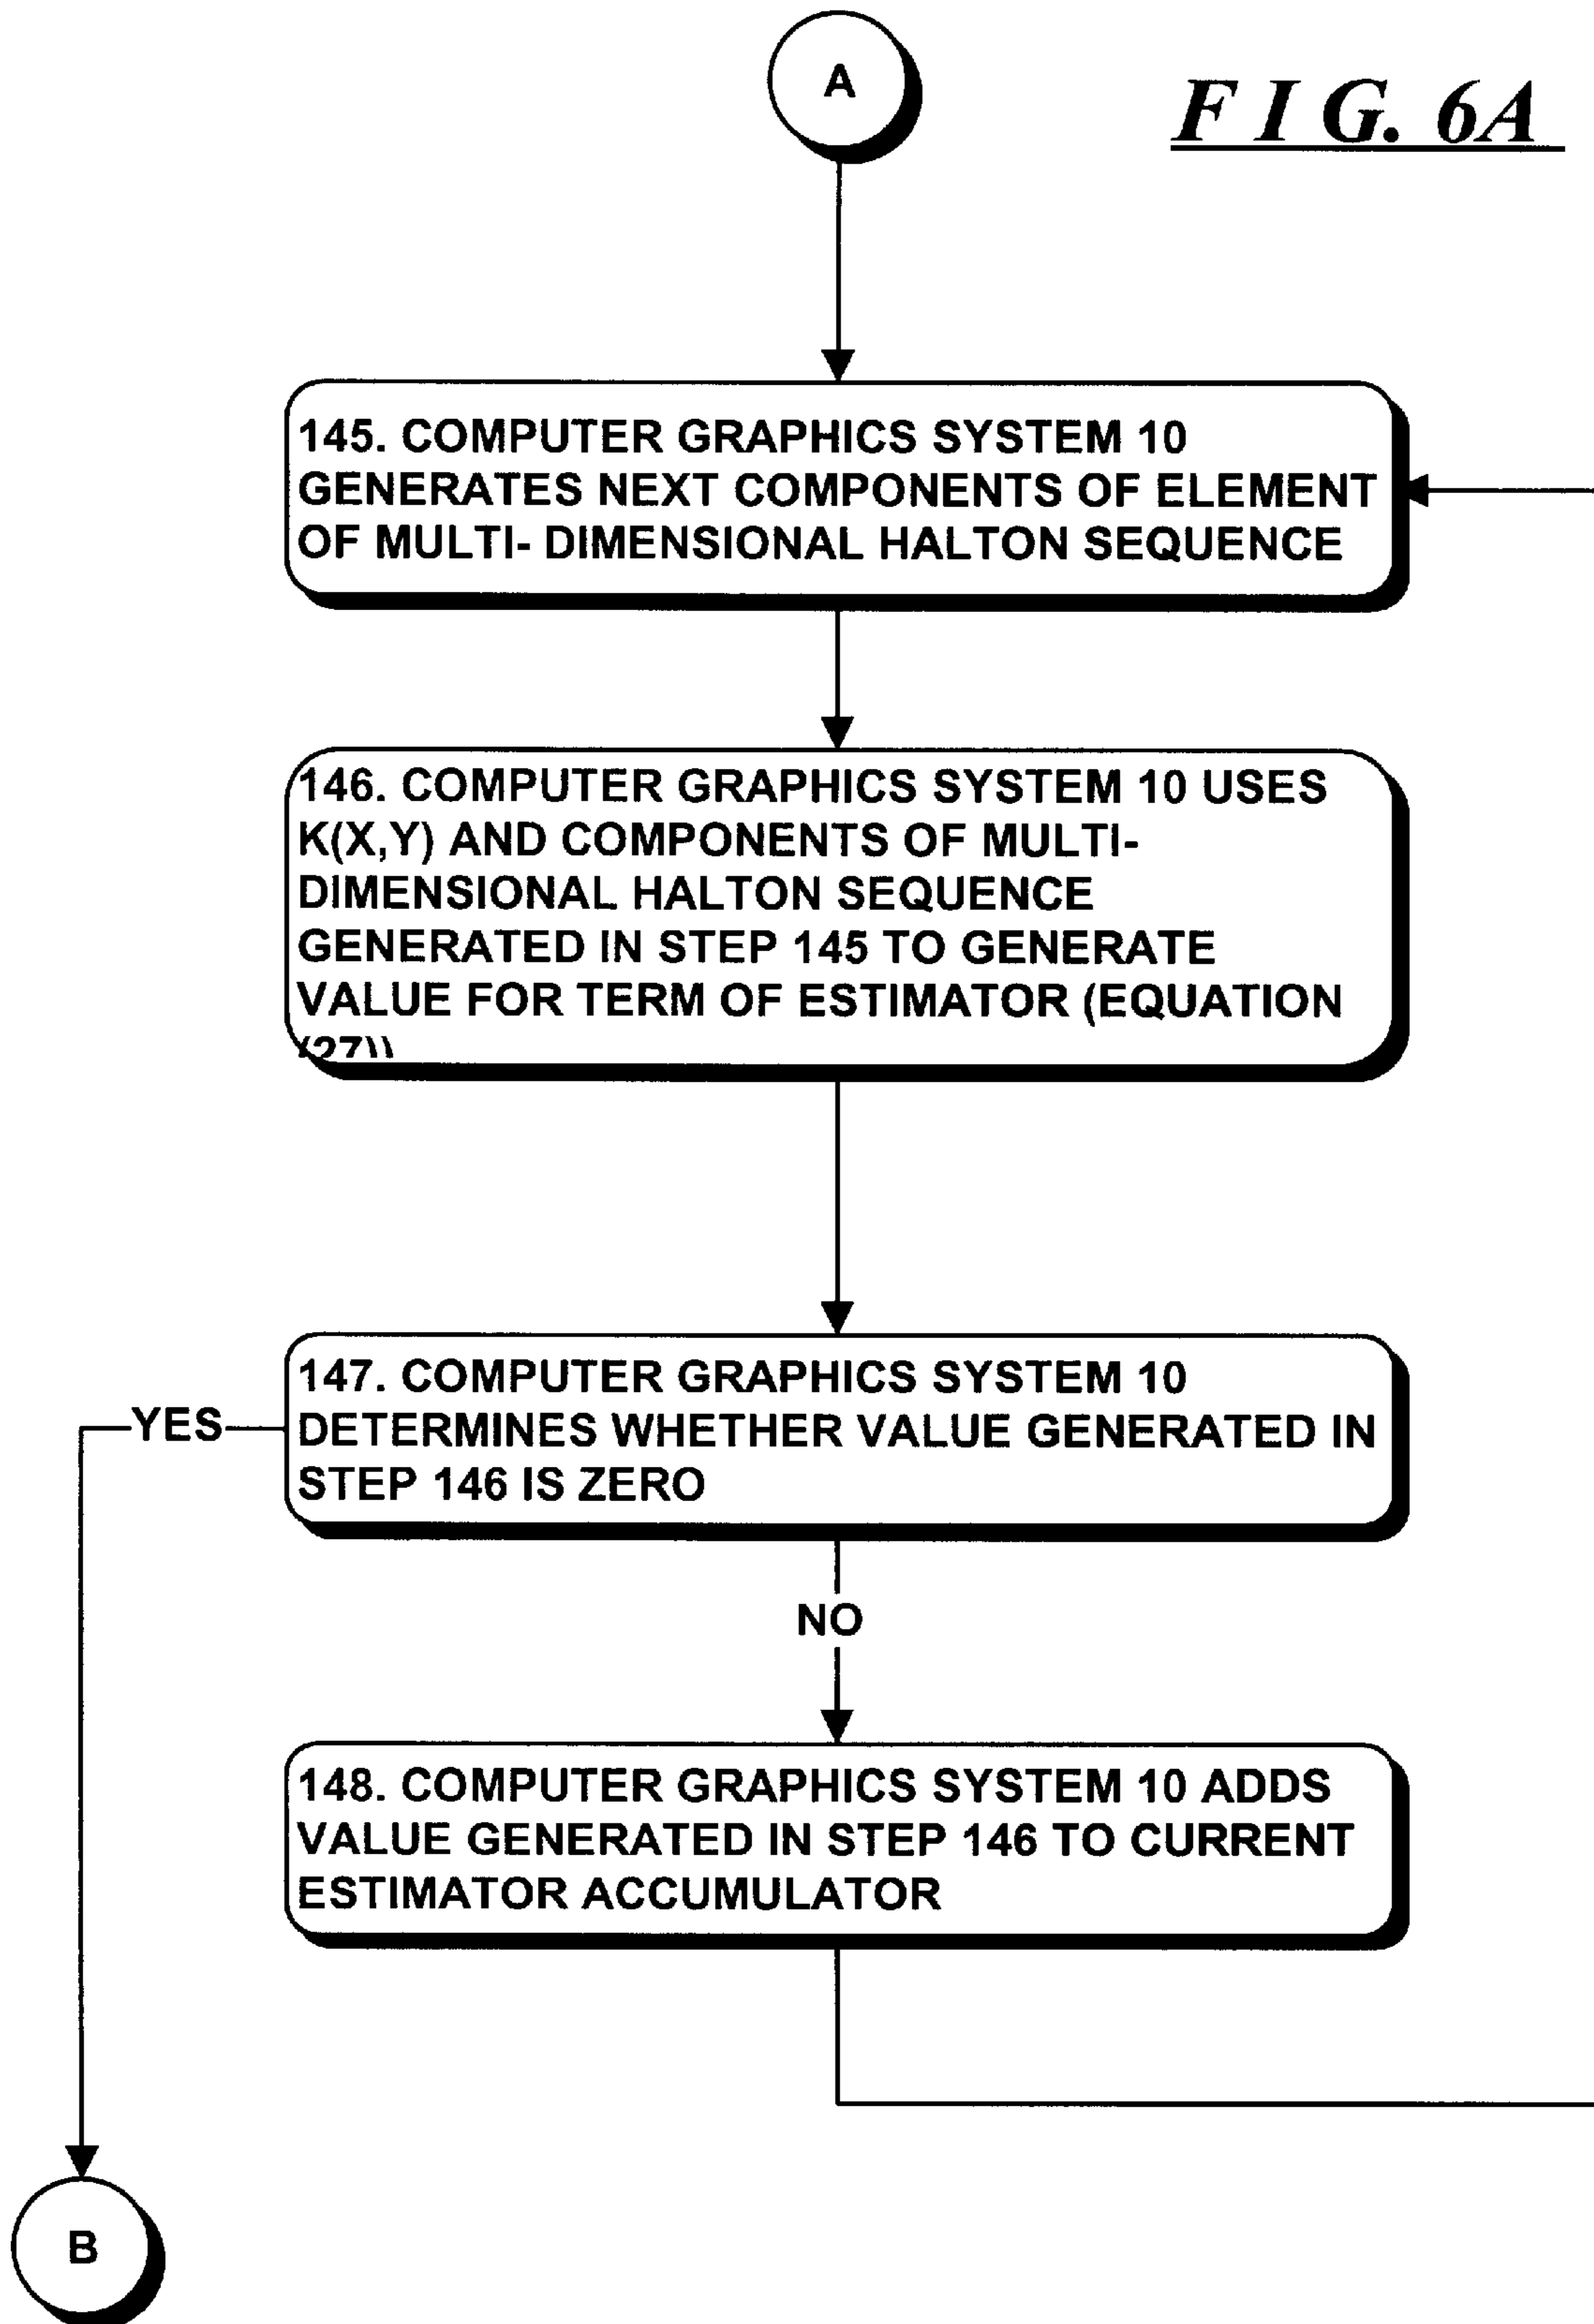 A
F I G. 6A
145. COMPUTER GRAPHICS SYSTEM 10
GENERATES NEXT COMPONENTS OF ELEMENT
OF MULTI- DIMENSIONAL HALTON SEQUENCE
146. COMPUTER GRAPHICS SYSTEM 10 USES
K(X,Y) AND COMPONENTS OF MULTI-
DIMENSIONAL HALTON SEQUENCE
GENERATED IN STEP 145 TO GENERATE
VALUE FOR TERM OF ESTIMATOR (EQUATION
(27))
147. COMPUTER GRAPHICS SYSTEM 10
DETERMINES WHETHER VALUE GENERATED IN
STEP 146 IS ZERO
YES
NO
148. COMPUTER GRAPHICS SYSTEM 10 ADDS
VALUE GENERATED IN STEP 146 TO CURRENT
ESTIMATOR ACCUMULATOR
B